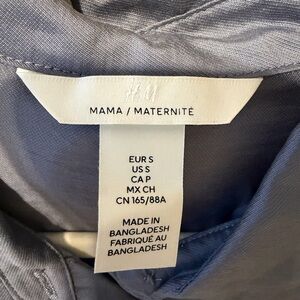 H&M
MAMA / MATERNITÉ
EUR S
US S
CA P
MX CH
CN 165/88A
MADE IN
BANGLADESH
FABRIQUÉ AU
BANGLADESH